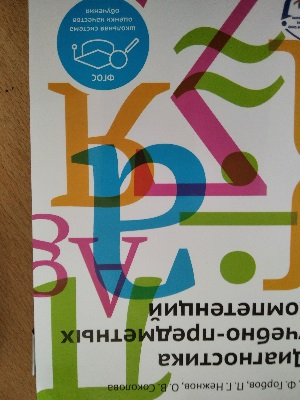 Ф. Горбов, П. Г. Нежнов, О. В. Соколова
Диагностика
чебно-предметных
омпетенций
ФГОС
ШКОЛЬНАЯ СИСТЕМА
ОЦЕНКИ КАЧЕСТВА
ОБУЧЕНИЯ